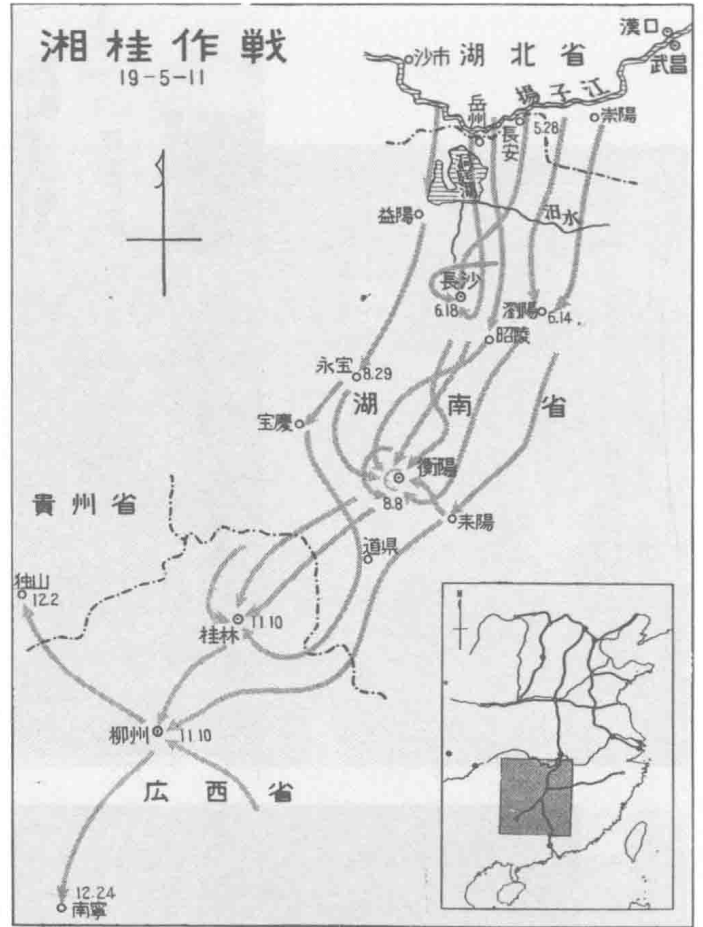 湘桂作戦
19-5-11
漢口
武昌
沙市
湖北省
揚子江
岳州
長安
5.28
崇陽
洞庭湖
汨水
益陽
長沙
6.18
瀏陽
6.14
昭陵
永宝
8.29
湖南省
宝慶
衡陽
8.8
耒陽
貴州省
道県
独山
12.2
桂林
11.10
柳州
11.10
広西省
12.24
南寧
N